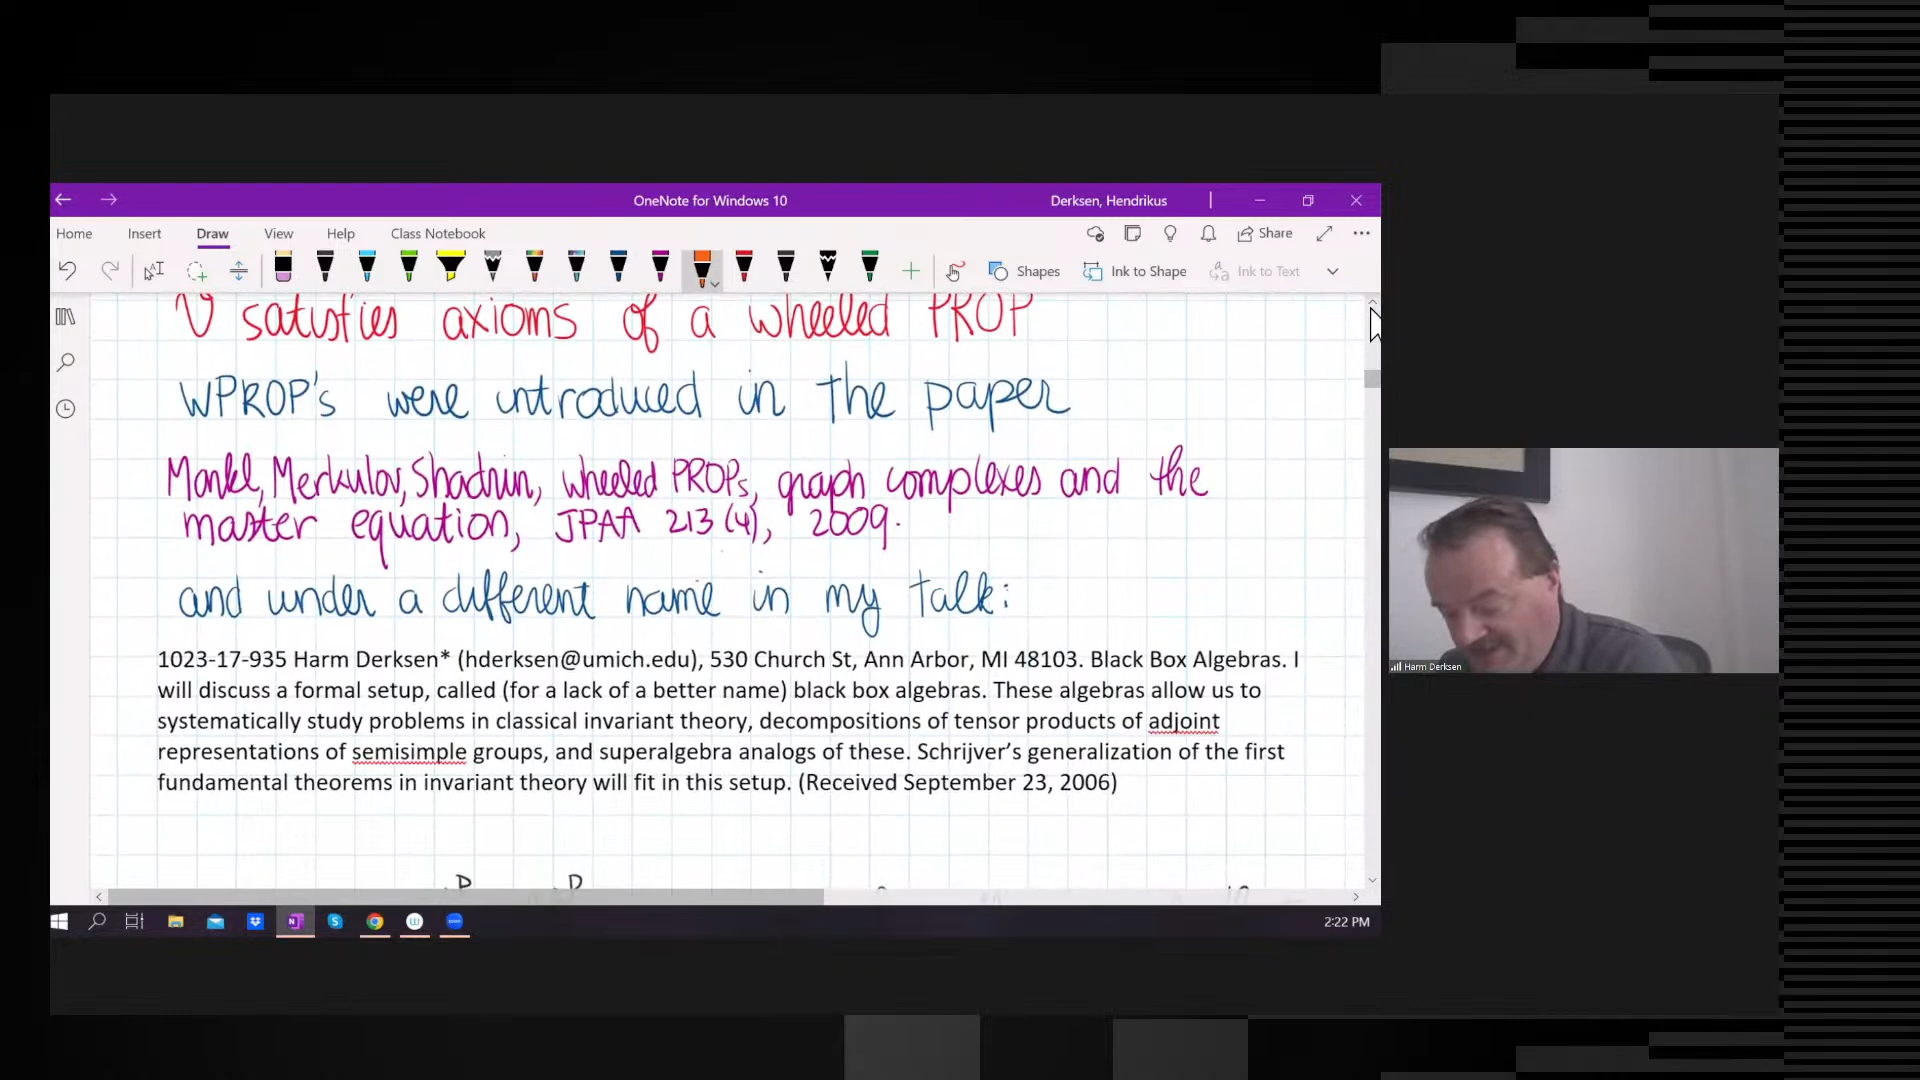 OneNote for Windows 10
Derksen, Hendrikus
Home Insert Draw View Help Class Notebook
Share
Shapes Ink to Shape Ink to Text
V satisfies axioms of a wheeled PROP
WPROP's were introduced in the paper
Markl, Merkulov, Shadrin, wheeled PROPs, graph complexes and the
master equation, JPAA 213 (4), 2009.
and under a different name in my talk:
1023-17-935 Harm Derksen* (hderksen@umich.edu), 530 Church St, Ann Arbor, MI 48103. Black Box Algebras. I
will discuss a formal setup, called (for a lack of a better name) black box algebras. These algebras allow us to
systematically study problems in classical invariant theory, decompositions of tensor products of adjoint
representations of semisimple groups, and superalgebra analogs of these. Schrijver's generalization of the first
fundamental theorems in invariant theory will fit in this setup. (Received September 23, 2006)
Harm Derksen
2:22 PM